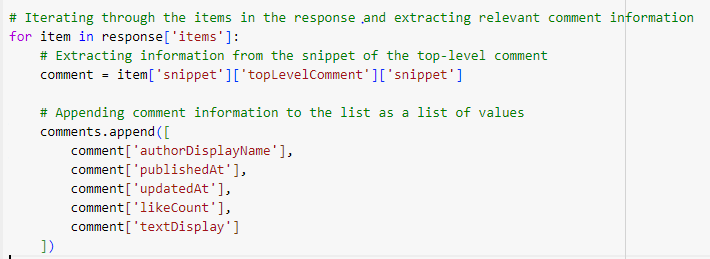 # Iterating through the items in the response and extracting relevant comment information
for item in response['items']:
    # Extracting information from the snippet of the top-level comment
    comment = item['snippet']['topLevelComment']['snippet']

    # Appending comment information to the list as a list of values
    comments.append([
        comment['authorDisplayName'],
        comment['publishedAt'],
        comment['updatedAt'],
        comment['likeCount'],
        comment['textDisplay']
    ])